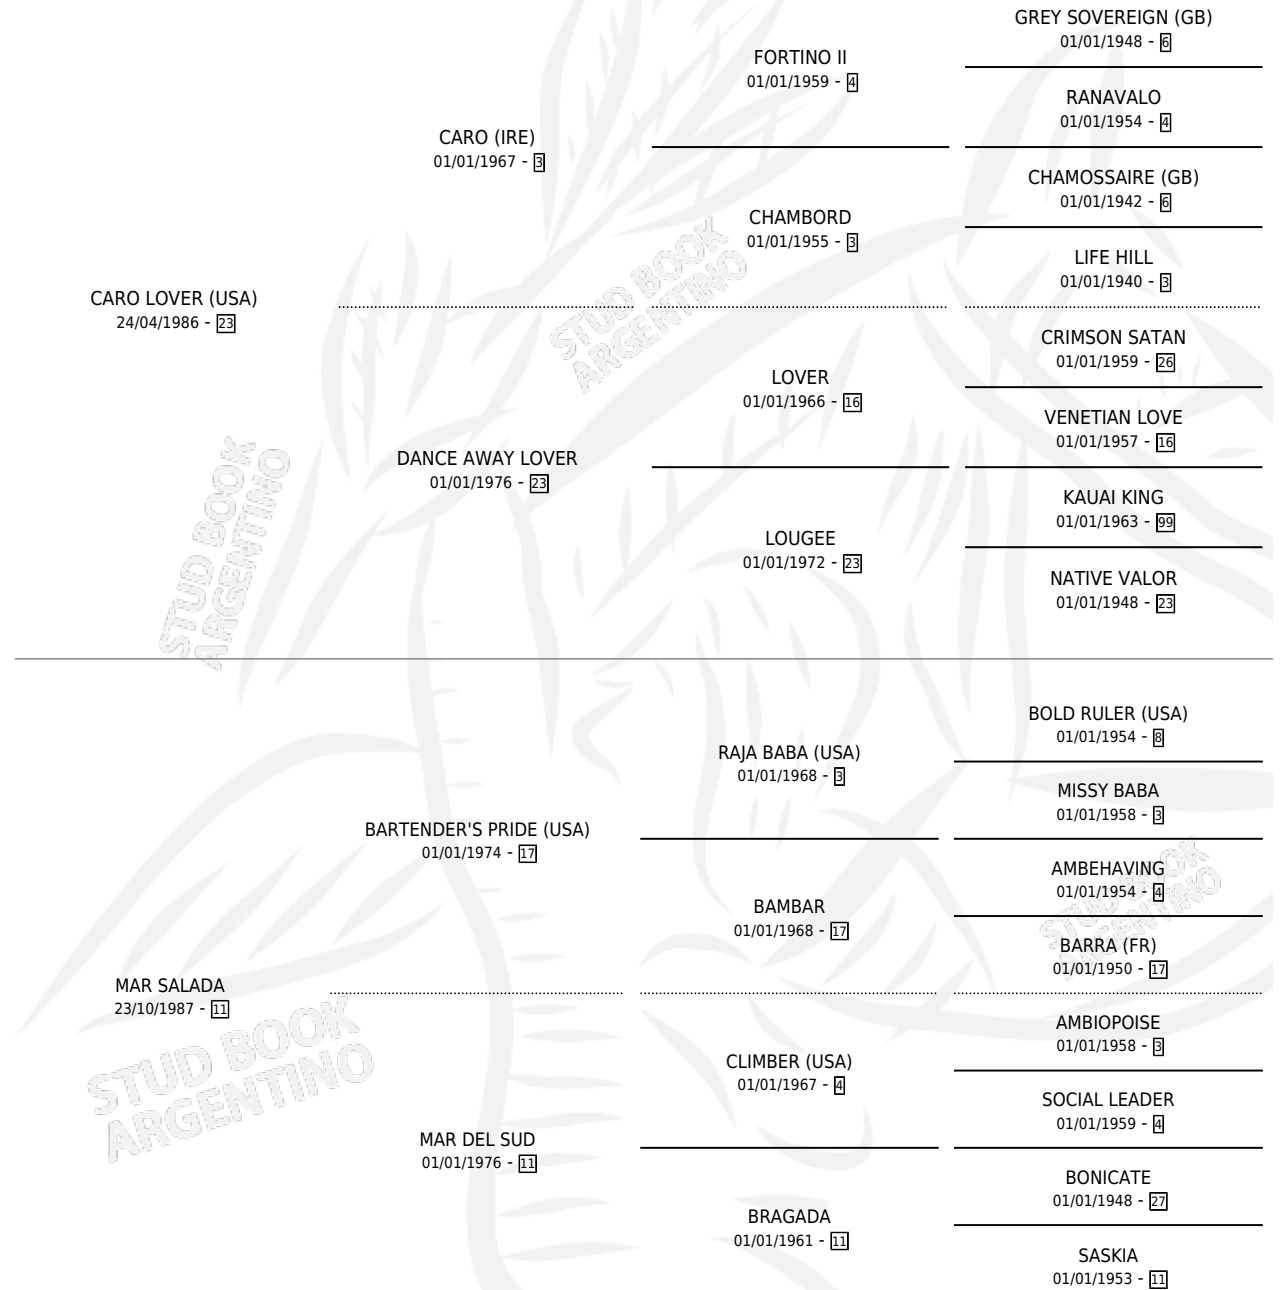 GREY SOVEREIGN (GB)
01/01/1948 - 6
FORTINO II
01/01/1959 - 4
RANAVALO
01/01/1954 - 4
CARO (IRE)
01/01/1967 - 3
CHAMOSSAIRE (GB)
01/01/1942 - 6
CHAMBORD
01/01/1955 - 3
LIFE HILL
01/01/1940 - 3
CARO LOVER (USA)
24/04/1986 - 23
STUD BOOK
ARGENTINO
CRIMSON SATAN
01/01/1959 - 26
LOVER
01/01/1966 - 16
VENETIAN LOVE
01/01/1957 - 16
DANCE AWAY LOVER
01/01/1976 - 23
KAUAI KING
01/01/1963 - 99
LOUGEE
01/01/1972 - 23
NATIVE VALOR
01/01/1948 - 23
STUD BOOK
ARGENTINO
BOLD RULER (USA)
01/01/1954 - 8
RAJA BABA (USA)
01/01/1968 - 3
MISSY BABA
01/01/1958 - 3
BARTENDER'S PRIDE (USA)
01/01/1974 - 17
AMBEHAVING
01/01/1954 - 4
BAMBAR
01/01/1968 - 17
BARRA (FR)
01/01/1950 - 17
STUD BOOK
ARGENTINO
MAR SALADA
23/10/1987 - 11
STUD BOOK
ARGENTINO
AMBIOPOISE
01/01/1958 - 3
CLIMBER (USA)
01/01/1967 - 4
SOCIAL LEADER
01/01/1959 - 4
MAR DEL SUD
01/01/1976 - 11
BONICATE
01/01/1948 - 27
BRAGADA
01/01/1961 - 11
SASKIA
01/01/1953 - 11